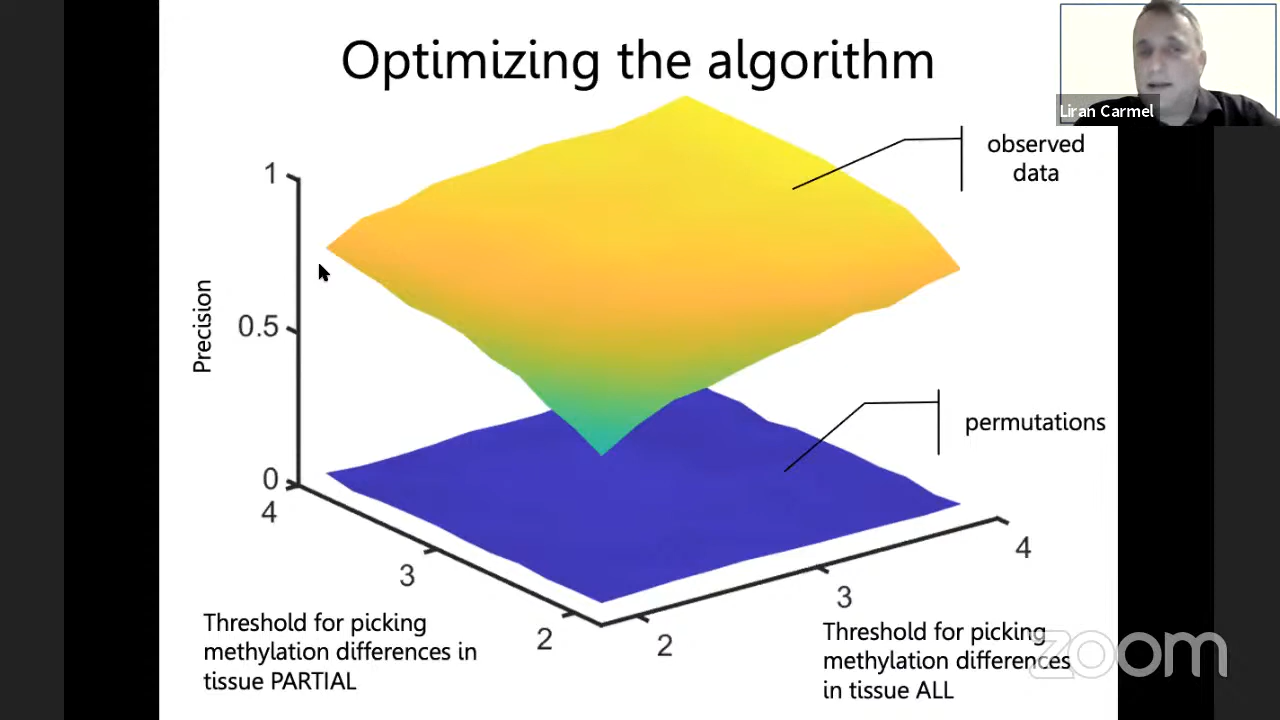 Optimizing the algorithm
Liran Carmel
observed
data
1
Precision
0.5
permutations
0
4
3
2
2
3
4
Threshold for picking
methylation differences in
tissue PARTIAL
Threshold for picking
methylation differences
in tissue ALL
zoom